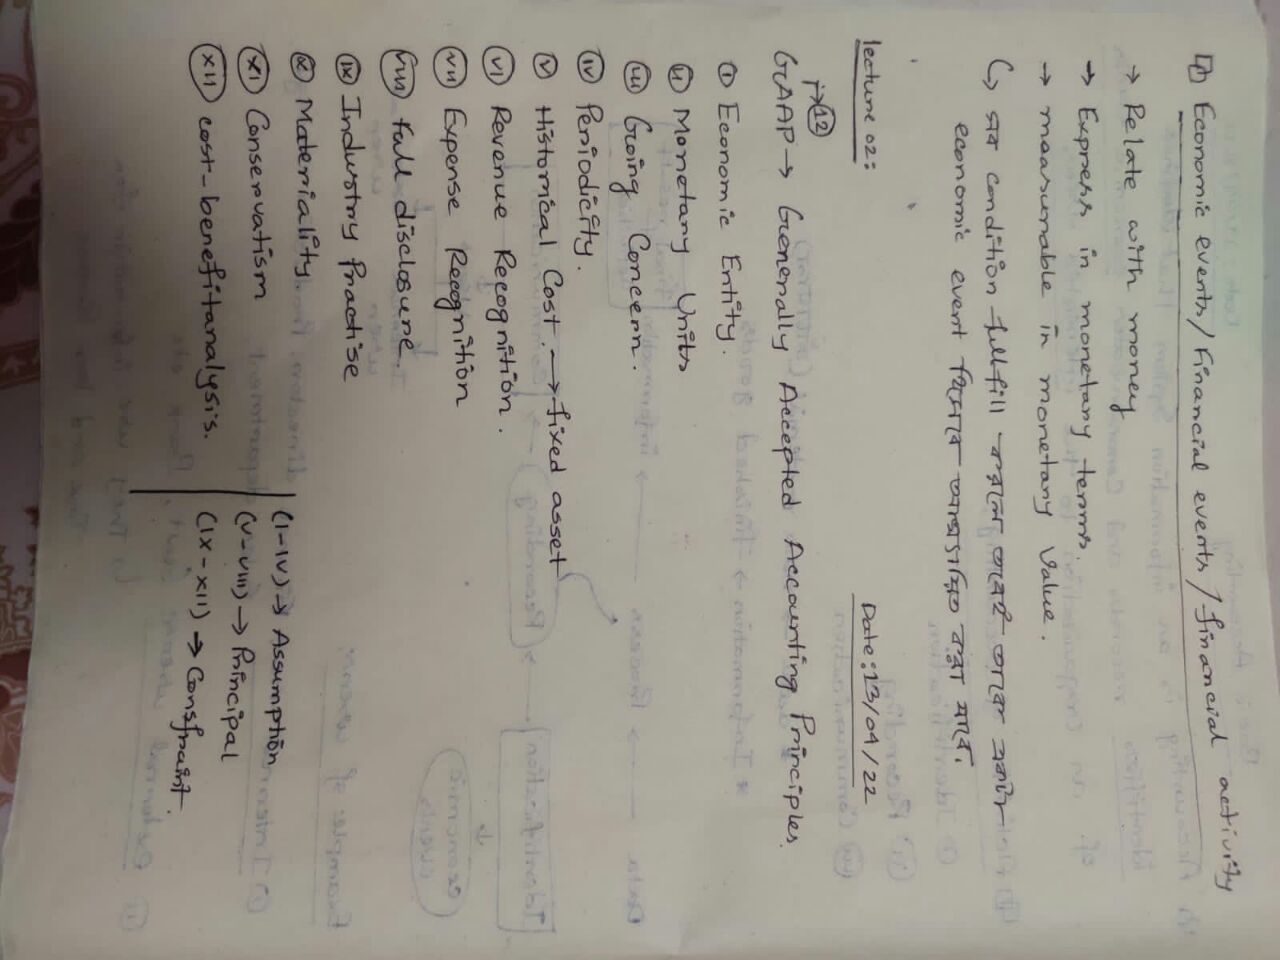 Economic events/Financial events/financial activity
→ Relate with money
→ Express in monetary terms.
→ measurable in monetary value.
↳ সব condition fullfill করলে তবেই তাকে একটা
economic event হিসেবে আখ্যায়িত করা যাবে।
lecture 02:
Date: 13/04/22
→ 12
GAAP → Generally Accepted Accounting Principles.
(I) Economic Entity.
(II) Monetary Units
(III) Going Concern.
(IV) Periodicity.
(V) Historical Cost. → fixed asset
(VI) Revenue Recognition.
(VII) Expense Recognition
(VIII) Full disclosure.
(IX) Industry Practise
(X) Materiality.
(XI) Conservatism
(XII) cost-benefitanalysis.
(I-IV) → Assumption
(V-VIII) → Principal
(IX-XII) → Constraint.